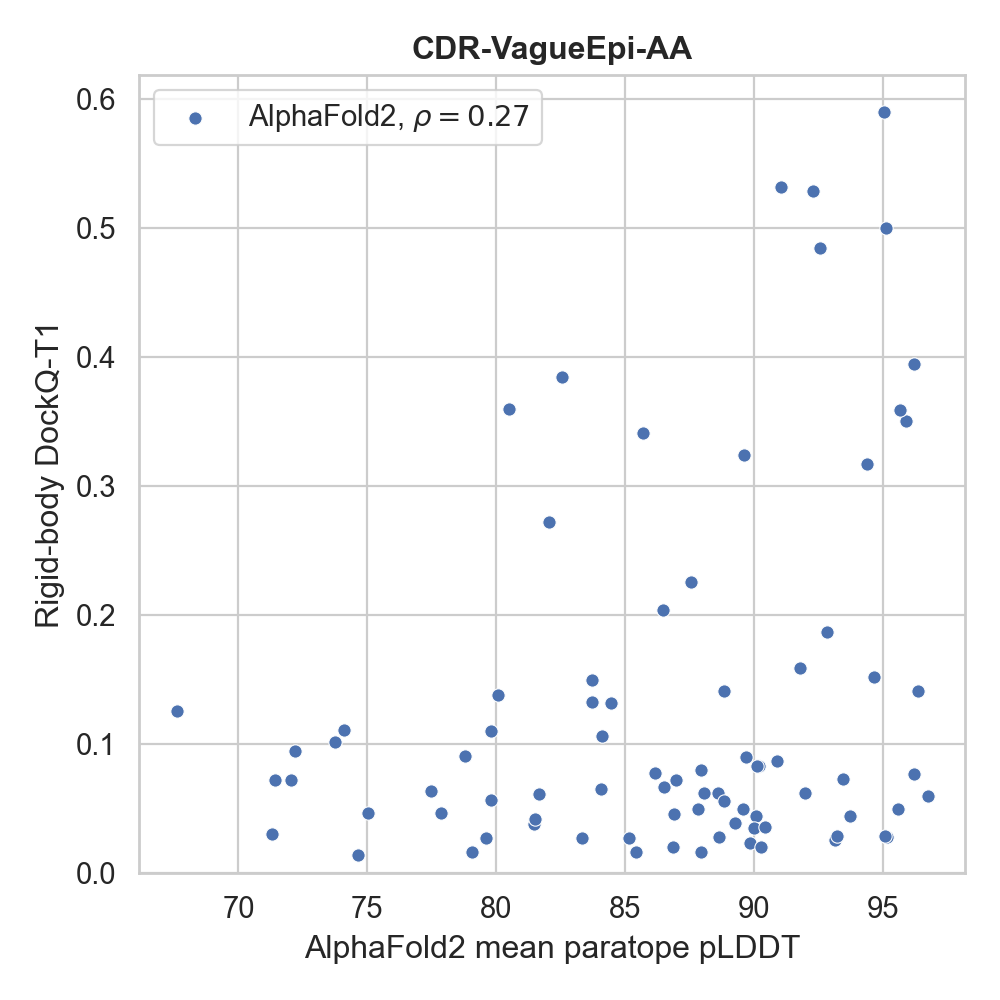 CDR-VagueEpi-AA
AlphaFold2, ρ = 0.27
Rigid-body DockQ-T1
0.6
0.5
0.4
0.3
0.2
0.1
0.0
70 75 80 85 90 95
AlphaFold2 mean paratope pLDDT